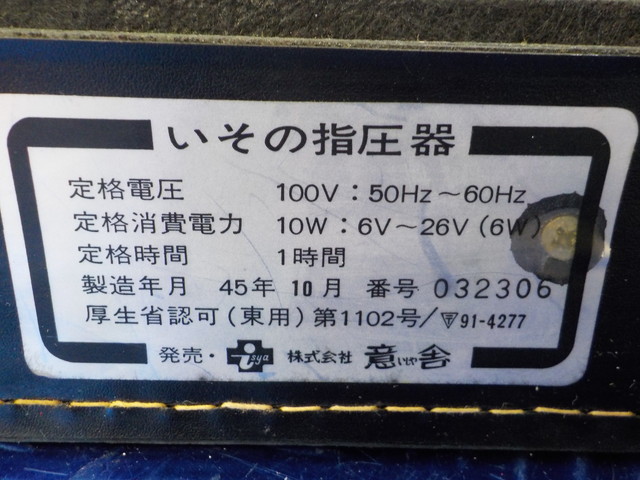 いその指圧器
定格電圧 100V：50Hz～60Hz
定格消費電力 10W：6V～26V（6W）
定格時間 1時間
製造年月 45年 10月 番号 032306
厚生省認可（東用）第1102号/〒91-4277
発売・isya 株式会社 意いや舎